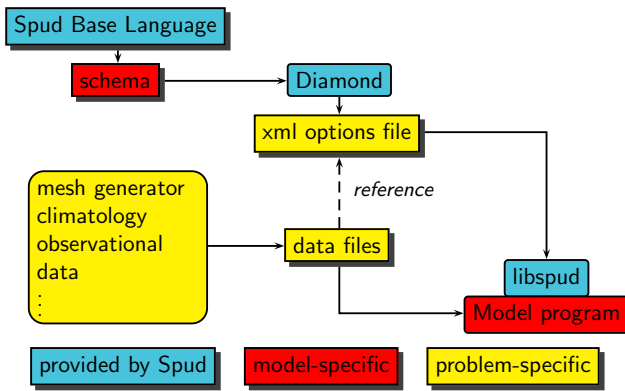 Spud Base Language
schema
Diamond
xml options file
reference
mesh generator
climatology
observational
data
⋮
data files
libspud
Model program
provided by Spud
model-specific
problem-specific